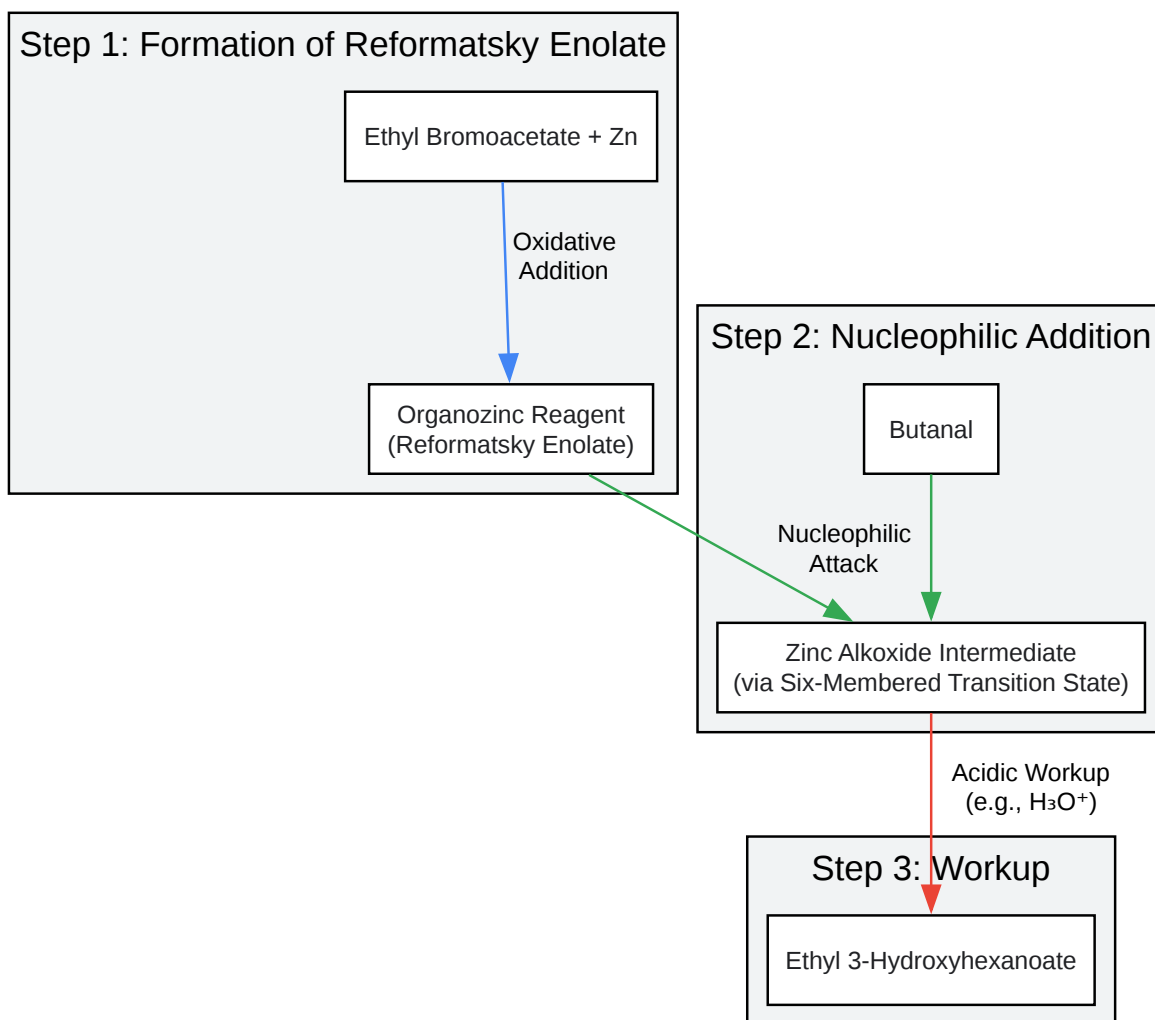 Step 1: Formation of Reformatsky Enolate
Ethyl Bromoacetate + Zn
Oxidative
Addition
Organozinc Reagent
(Reformatsky Enolate)
Step 2: Nucleophilic Addition
Butanal
Nucleophilic
Attack
Zinc Alkoxide Intermediate
(via Six-Membered Transition State)
Acidic Workup
(e.g., H₃O⁺)
Step 3: Workup
Ethyl 3-Hydroxyhexanoate